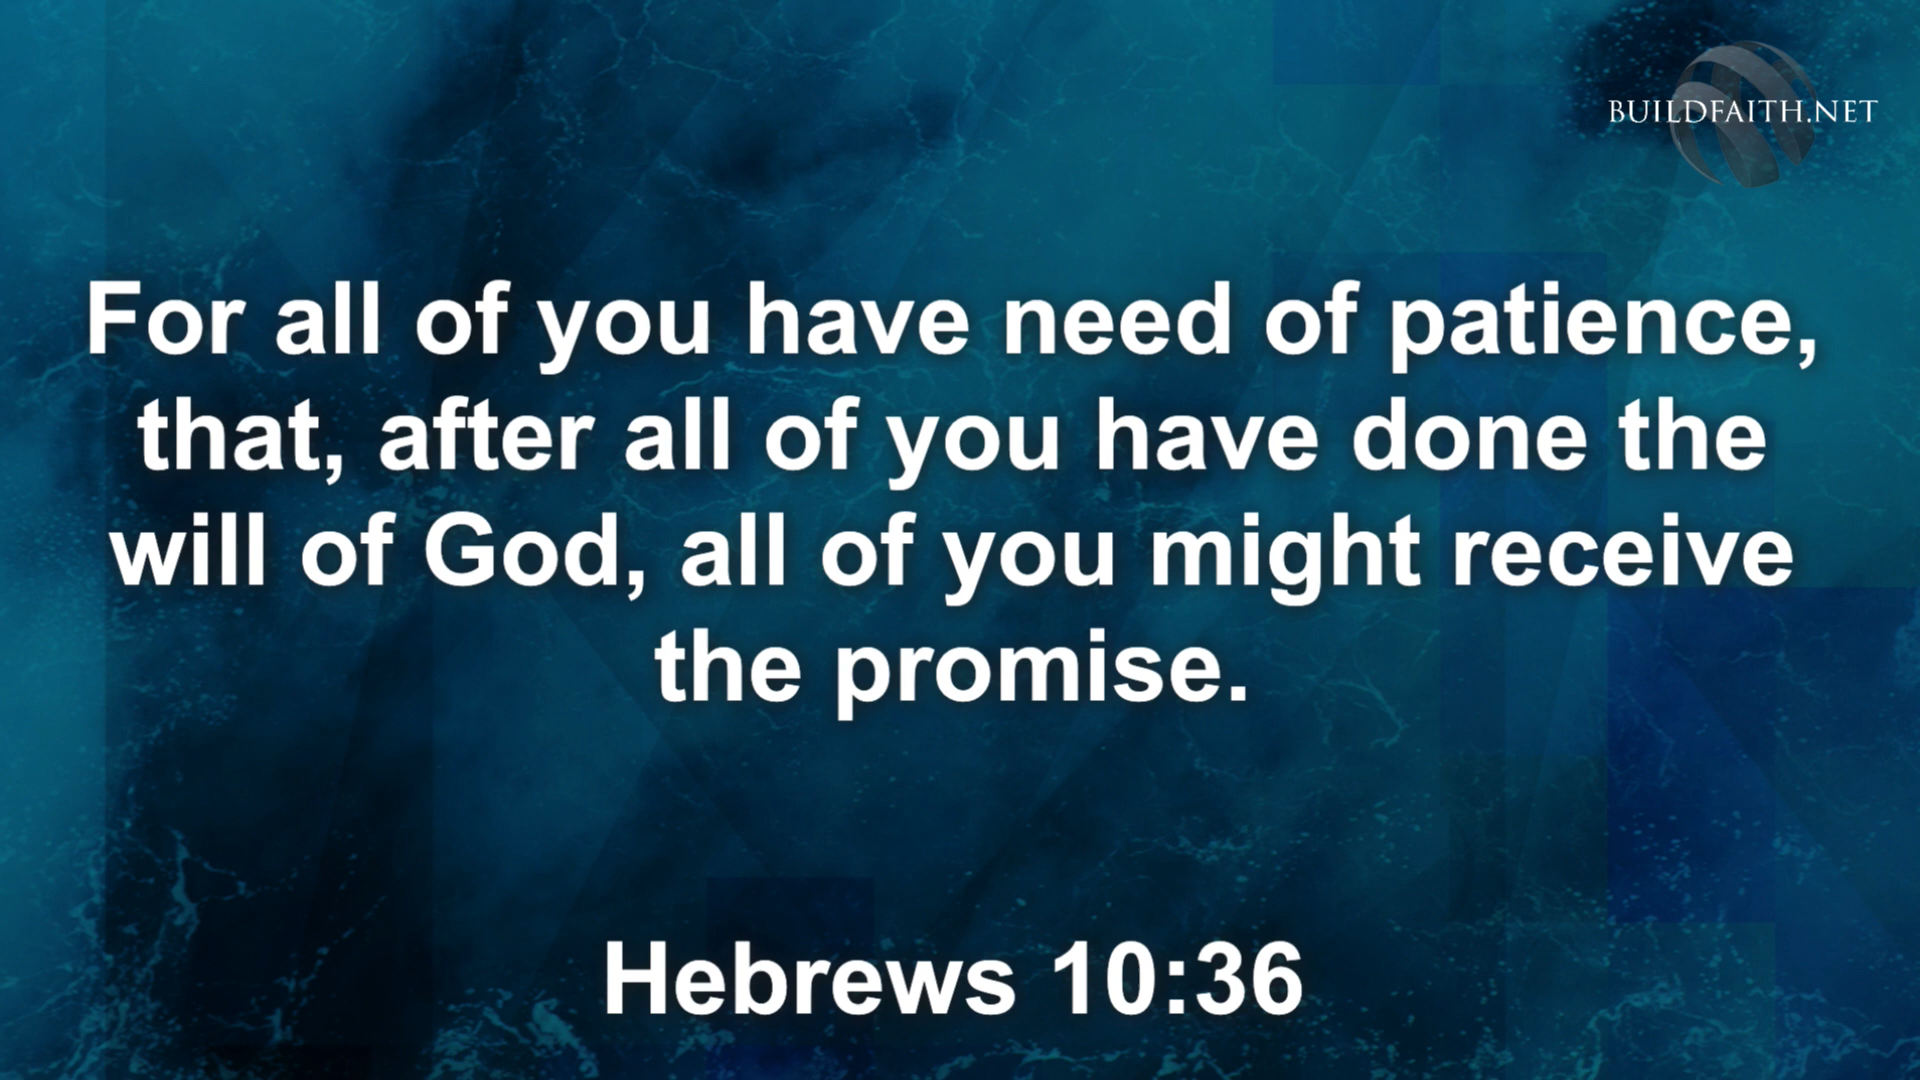 BUILDFAITH.NET
For all of you have need of patience,
that, after all of you have done the
will of God, all of you might receive
the promise.
Hebrews 10:36